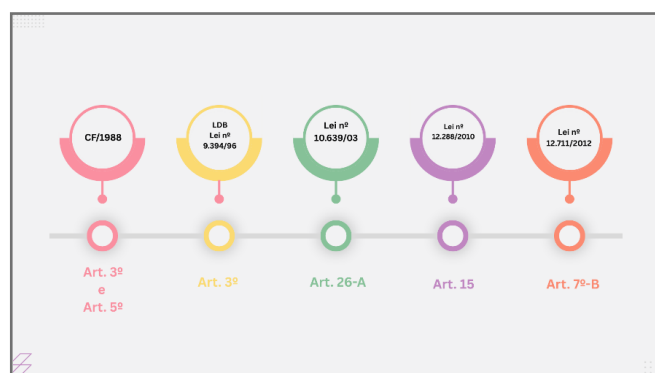 CF/1988
LDB
Lei nº
9.394/96
Lei nº
10.639/03
Lei nº
12.288/2010
Lei nº
12.711/2012
Art. 3º
e
Art. 5º
Art. 3º
Art. 26-A
Art. 15
Art. 7º-B